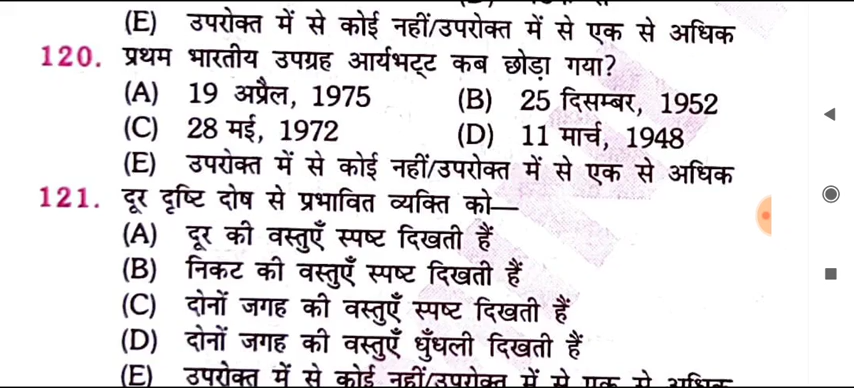 (E) उपरोक्त में से कोई नहीं/उपरोक्त में से एक से अधिक
120. प्रथम भारतीय उपग्रह आर्यभट्ट कब छोड़ा गया?
(A) 19 अप्रैल, 1975 (B) 25 दिसम्बर, 1952
(C) 28 मई, 1972 (D) 11 मार्च, 1948
(E) उपरोक्त में से कोई नहीं/उपरोक्त में से एक से अधिक
121. दूर दृष्टि दोष से प्रभावित व्यक्ति को—
(A) दूर की वस्तुएँ स्पष्ट दिखती हैं
(B) निकट की वस्तुएँ स्पष्ट दिखती हैं
(C) दोनों जगह की वस्तुएँ स्पष्ट दिखती हैं
(D) दोनों जगह की वस्तुएँ धुँधली दिखती हैं
(E) उपरोक्त में से कोई नहीं/उपरोक्त में से एक से अधिक